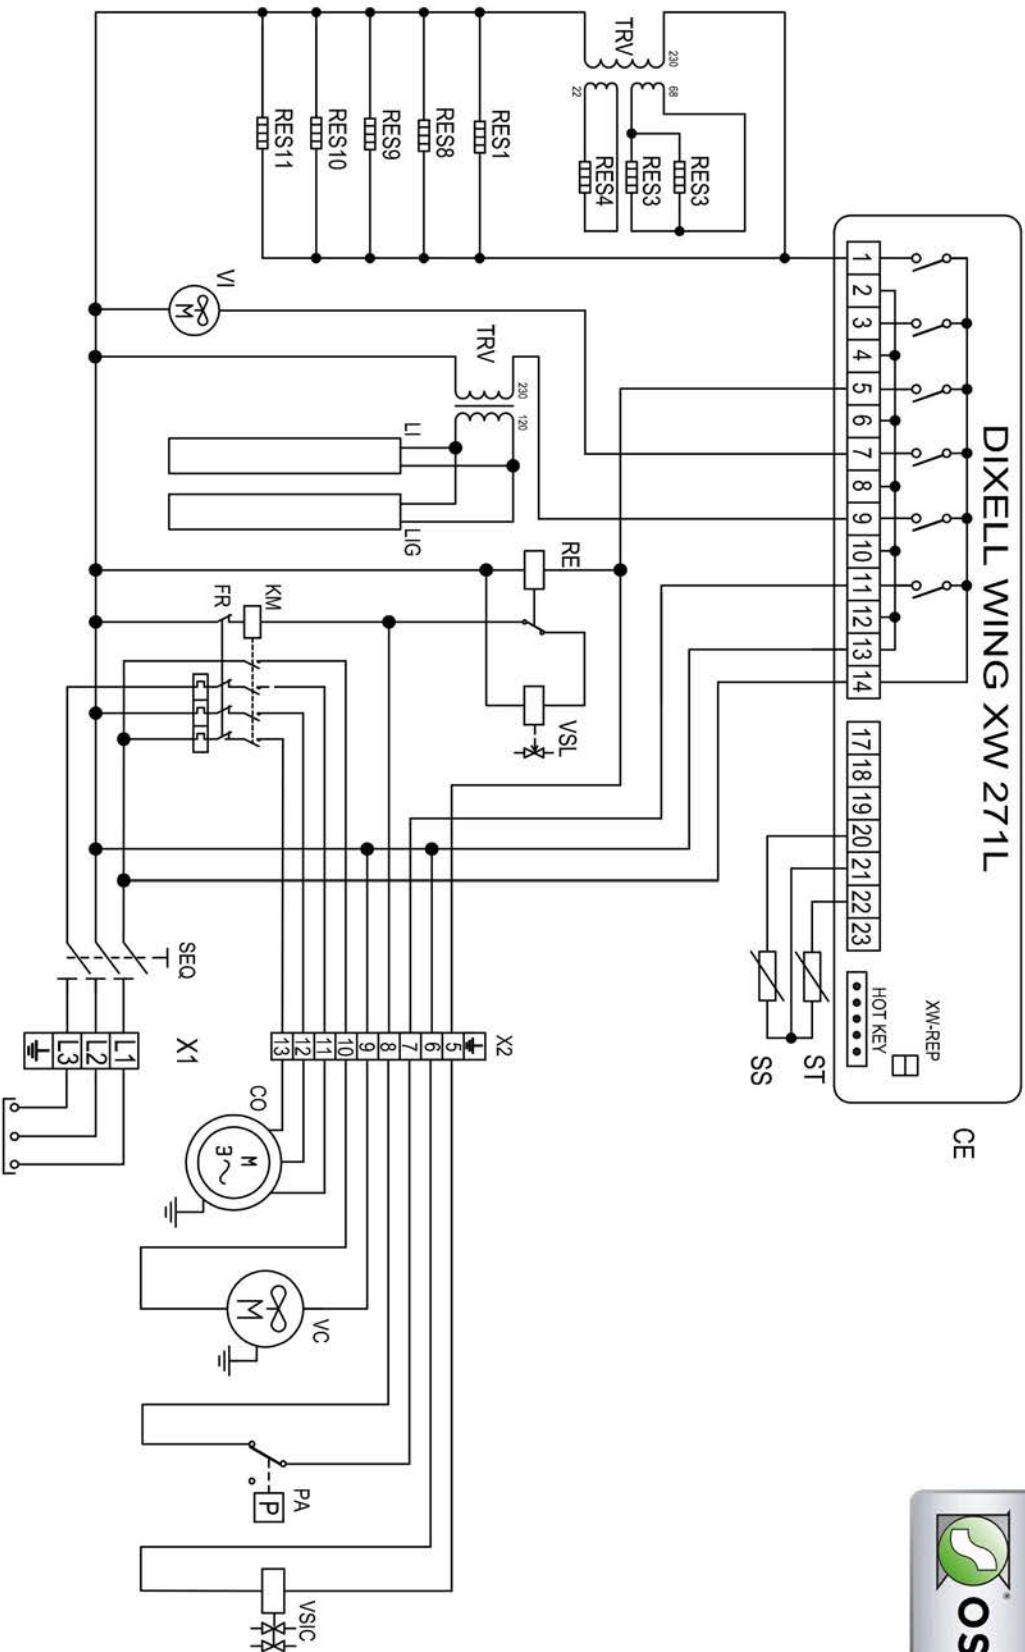 DIXELL WING XW 271L
1 2 3 4 5 6 7 8 9 10 11 12 13 14
17 18 19 20 21 22 23
HOT KEY
XW-REP
CE
TRV
230
68
22
RES3
RES3
RES4
RES1
RES8
RES9
RES10
RES11
VI
M
TRV
230
120
LI
LIG
RE
VSL
KM
FR
ST
SS
SEQ
X1
L1
L2
L3
X2
5
6
7
8
9
10
11
12
13
CO
M
3~
VC
M
PA
P
VSIC
os